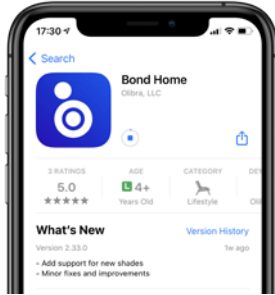 17:30
Search
Bond Home
Olibra, LLC
3 RATINGS
AGE
CATEGORY
5.0
L 4+
Years Old
Lifestyle
What's New
Version History
Version 2.33.0
1w ago
- Add support for new shades
- Minor fixes and improvements